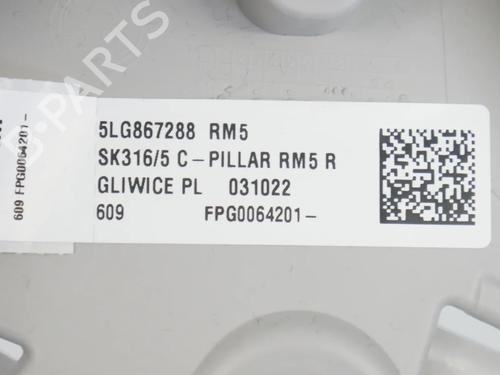 5LG867288 RM5
SK316/5 C-PILLAR RM5 R
GLIWICE PL 031022
609 FPG0064201-
609 FPG0064201-
B-PARTS